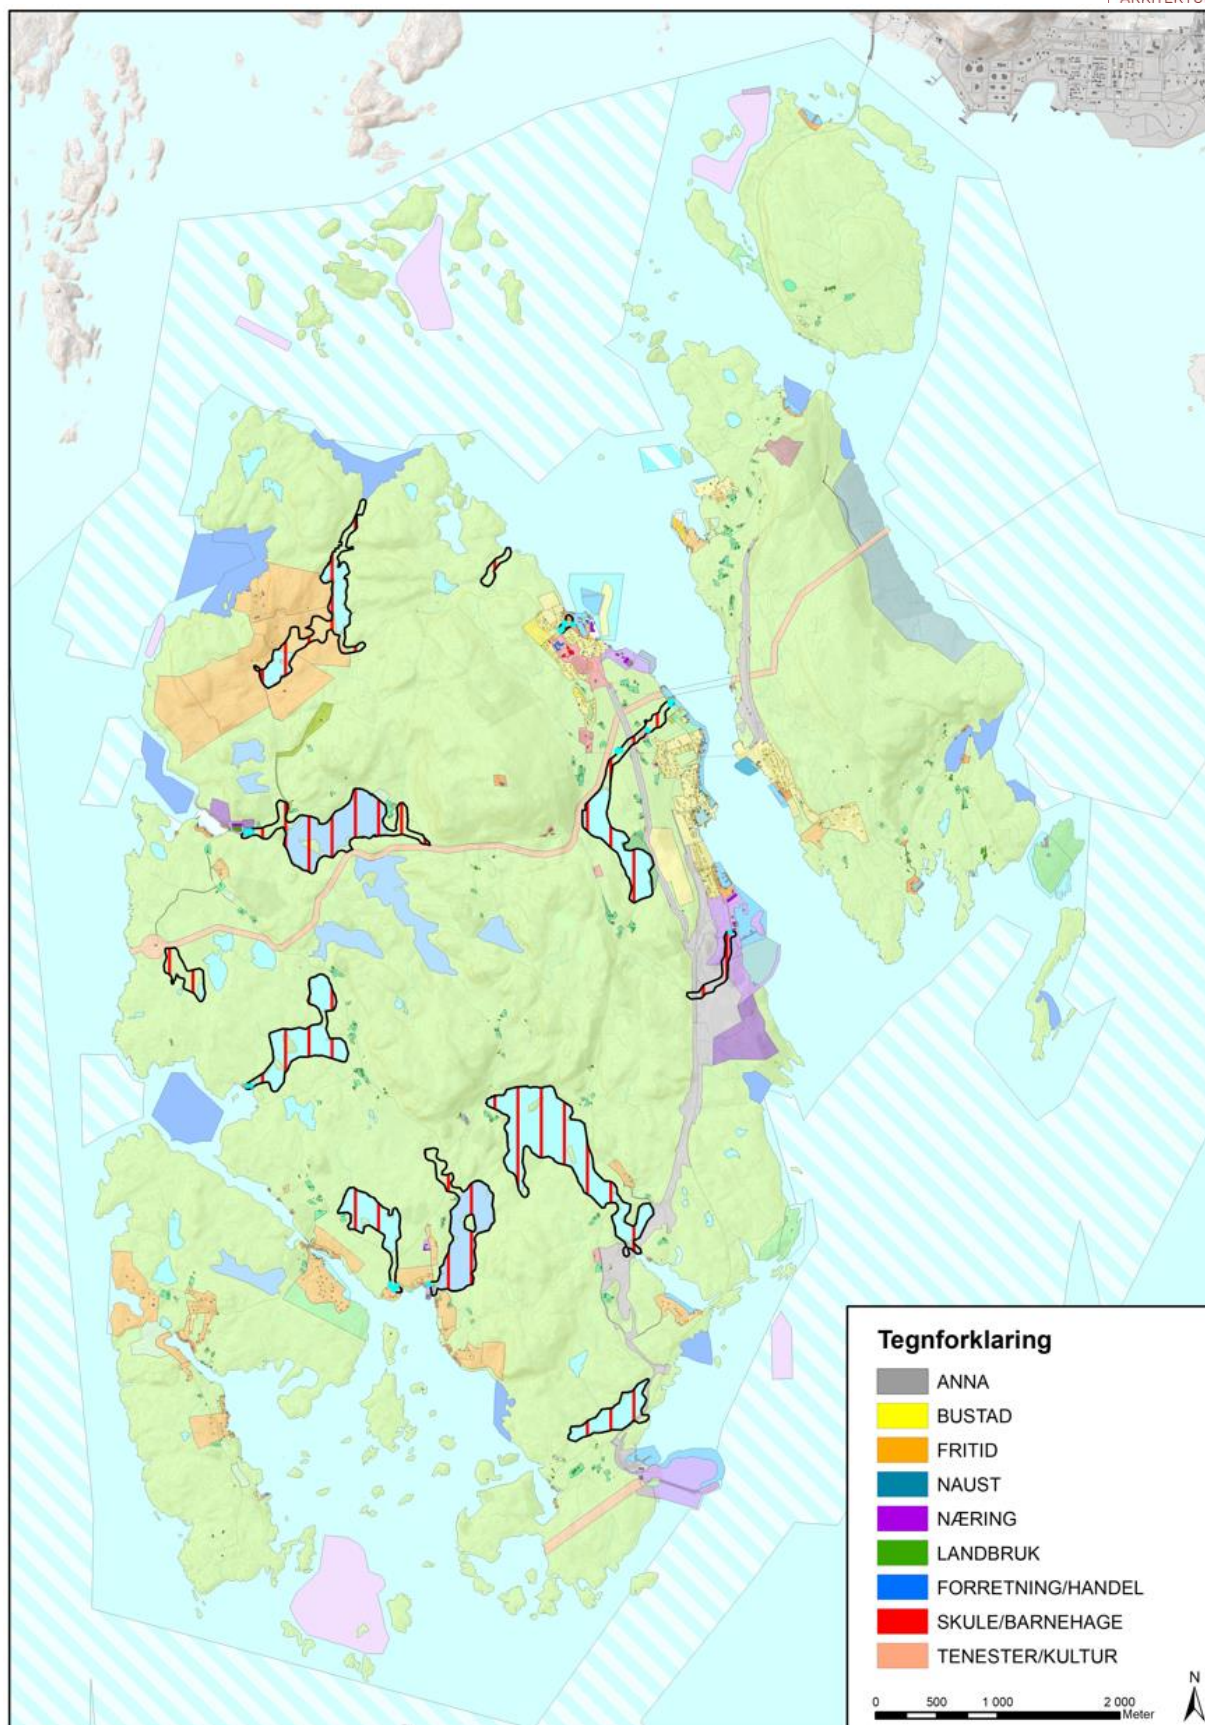 Tegnforklaring
ANNA
BUSTAD
FRITID
NAUST
NÆRING
LANDBRUK
FORRETNING/HANDEL
SKULE/BARNEHAGE
TENESTER/KULTUR
N
0 500 1 000 2 000
Meter